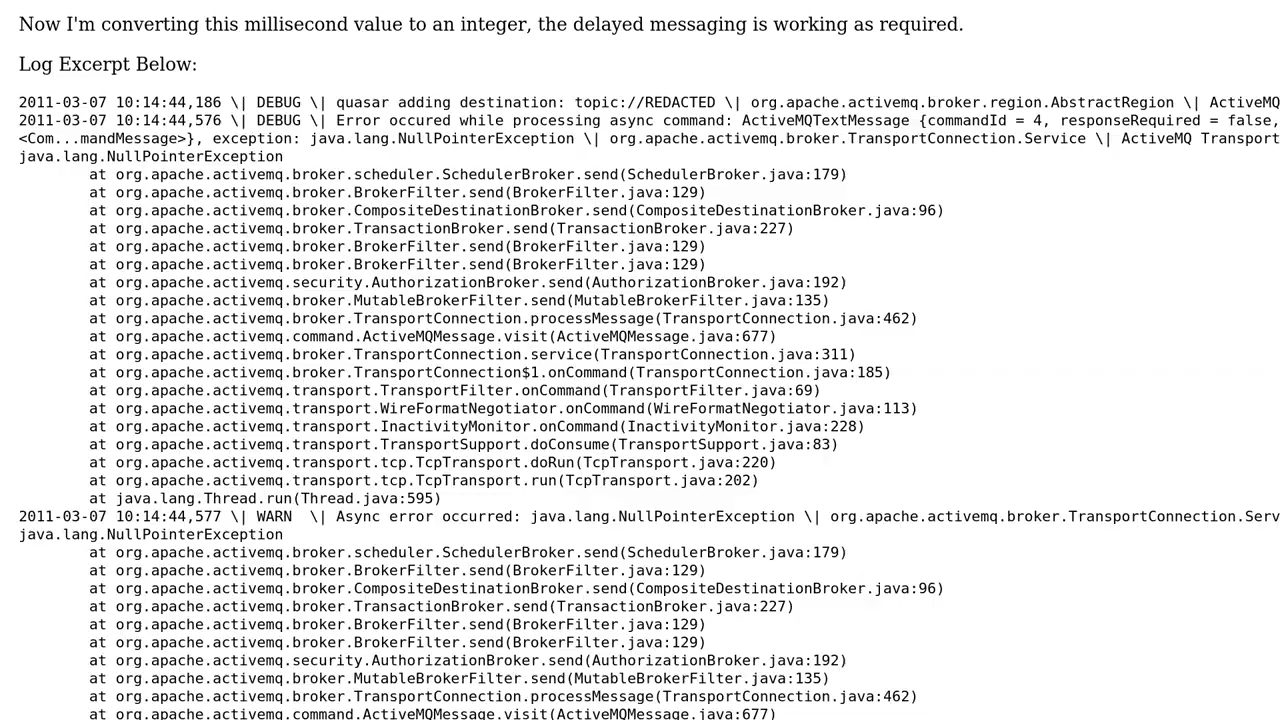 Now I'm converting this millisecond value to an integer, the delayed messaging is working as required.
Log Excerpt Below:
2011-03-07 10:14:44,186 \| DEBUG \| quasar adding destination: topic://REDACTED \| org.apache.activemq.broker.region.AbstractRegion \| ActiveMQ
2011-03-07 10:14:44,576 \| DEBUG \| Error occured while processing async command: ActiveMQTextMessage {commandId = 4, responseRequired = false,
<Com...mandMessage>}, exception: java.lang.NullPointerException \| org.apache.activemq.broker.TransportConnection.Service \| ActiveMQ Transport
java.lang.NullPointerException
at org.apache.activemq.broker.scheduler.SchedulerBroker.send(SchedulerBroker.java:179)
at org.apache.activemq.broker.BrokerFilter.send(BrokerFilter.java:129)
at org.apache.activemq.broker.CompositeDestinationBroker.send(CompositeDestinationBroker.java:96)
at org.apache.activemq.broker.TransactionBroker.send(TransactionBroker.java:227)
at org.apache.activemq.broker.BrokerFilter.send(BrokerFilter.java:129)
at org.apache.activemq.broker.BrokerFilter.send(BrokerFilter.java:129)
at org.apache.activemq.security.AuthorizationBroker.send(AuthorizationBroker.java:192)
at org.apache.activemq.broker.MutableBrokerFilter.send(MutableBrokerFilter.java:135)
at org.apache.activemq.broker.TransportConnection.processMessage(TransportConnection.java:462)
at org.apache.activemq.command.ActiveMQMessage.visit(ActiveMQMessage.java:677)
at org.apache.activemq.broker.TransportConnection.service(TransportConnection.java:311)
at org.apache.activemq.broker.TransportConnection$1.onCommand(TransportConnection.java:185)
at org.apache.activemq.transport.TransportFilter.onCommand(TransportFilter.java:69)
at org.apache.activemq.transport.WireFormatNegotiator.onCommand(WireFormatNegotiator.java:113)
at org.apache.activemq.transport.InactivityMonitor.onCommand(InactivityMonitor.java:228)
at org.apache.activemq.transport.TransportSupport.doConsume(TransportSupport.java:83)
at org.apache.activemq.transport.tcp.TcpTransport.doRun(TcpTransport.java:220)
at org.apache.activemq.transport.tcp.TcpTransport.run(TcpTransport.java:202)
at java.lang.Thread.run(Thread.java:595)
2011-03-07 10:14:44,577 \| WARN  \| Async error occurred: java.lang.NullPointerException \| org.apache.activemq.broker.TransportConnection.Serv
java.lang.NullPointerException
at org.apache.activemq.broker.scheduler.SchedulerBroker.send(SchedulerBroker.java:179)
at org.apache.activemq.broker.BrokerFilter.send(BrokerFilter.java:129)
at org.apache.activemq.broker.CompositeDestinationBroker.send(CompositeDestinationBroker.java:96)
at org.apache.activemq.broker.TransactionBroker.send(TransactionBroker.java:227)
at org.apache.activemq.broker.BrokerFilter.send(BrokerFilter.java:129)
at org.apache.activemq.broker.BrokerFilter.send(BrokerFilter.java:129)
at org.apache.activemq.security.AuthorizationBroker.send(AuthorizationBroker.java:192)
at org.apache.activemq.broker.MutableBrokerFilter.send(MutableBrokerFilter.java:135)
at org.apache.activemq.broker.TransportConnection.processMessage(TransportConnection.java:462)
at org.apache.activemq.command.ActiveMQMessage.visit(ActiveMQMessage.java:677)